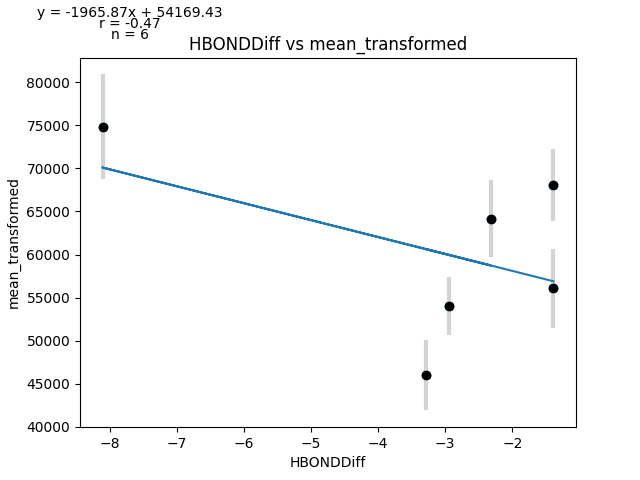 y = -1965.87x + 54169.43
r = -0.47
n = 6
HBONDDiff vs mean_transformed
mean_transformed
80000
75000
70000
65000
60000
55000
50000
45000
40000
−8
−7
−6
−5
−4
−3
−2
HBONDDiff